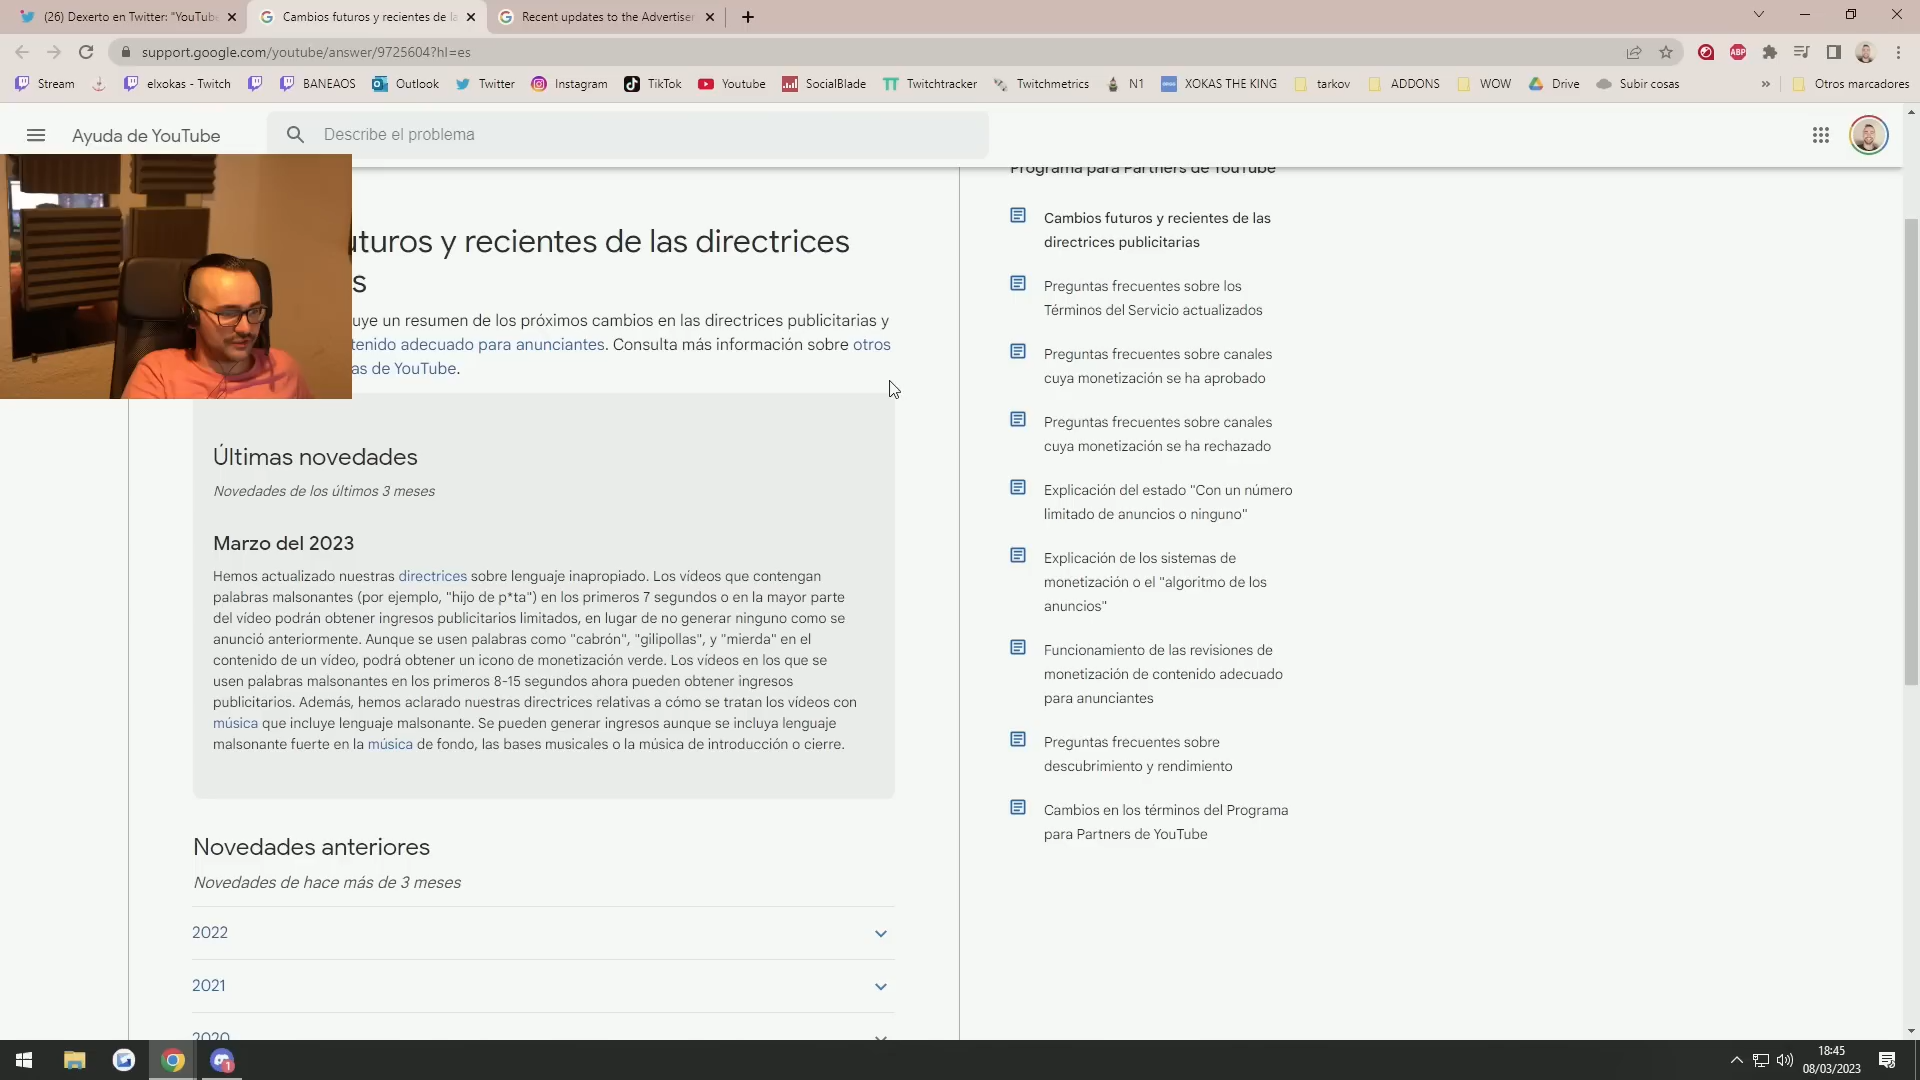 (26) Dexerto en Twitter: "YouTube
Cambios futuros y recientes de la
Recent updates to the Advertiser
support.google.com/youtube/answer/9725604?hl=es
Stream
elxokas - Twitch
BANEAOS
Outlook
Twitter
Instagram
TikTok
Youtube
SocialBlade
Twitchtracker
Twitchmetrics
N1
XOKAS THE KING
tarkov
ADDONS
WOW
Drive
Subir cosas
Otros marcadores
ABP
Ayuda de YouTube
Describe el problema
uturos y recientes de las directrices
s
uye un resumen de los próximos cambios en las directrices publicitarias y
tenido adecuado para anunciantes. Consulta más información sobre otros
as de YouTube.
Últimas novedades
Novedades de los últimos 3 meses
Marzo del 2023
Hemos actualizado nuestras directrices sobre lenguaje inapropiado. Los vídeos que contengan
palabras malsonantes (por ejemplo, "hijo de p*ta") en los primeros 7 segundos o en la mayor parte
del vídeo podrán obtener ingresos publicitarios limitados, en lugar de no generar ninguno como se
anunció anteriormente. Aunque se usen palabras como "cabrón", "gilipollas", y "mierda" en el
contenido de un vídeo, podrá obtener un icono de monetización verde. Los vídeos en los que se
usen palabras malsonantes en los primeros 8-15 segundos ahora pueden obtener ingresos
publicitarios. Además, hemos aclarado nuestras directrices relativas a cómo se tratan los vídeos con
música que incluye lenguaje malsonante. Se pueden generar ingresos aunque se incluya lenguaje
malsonante fuerte en la música de fondo, las bases musicales o la música de introducción o cierre.
Novedades anteriores
Novedades de hace más de 3 meses
2022
2021
2020
Programa para Partners de YouTube
Cambios futuros y recientes de las
directrices publicitarias
Preguntas frecuentes sobre los
Términos del Servicio actualizados
Preguntas frecuentes sobre canales
cuya monetización se ha aprobado
Preguntas frecuentes sobre canales
cuya monetización se ha rechazado
Explicación del estado "Con un número
limitado de anuncios o ninguno"
Explicación de los sistemas de
monetización o el "algoritmo de los
anuncios"
Funcionamiento de las revisiones de
monetización de contenido adecuado
para anunciantes
Preguntas frecuentes sobre
descubrimiento y rendimiento
Cambios en los términos del Programa
para Partners de YouTube
1
18:45
08/03/2023